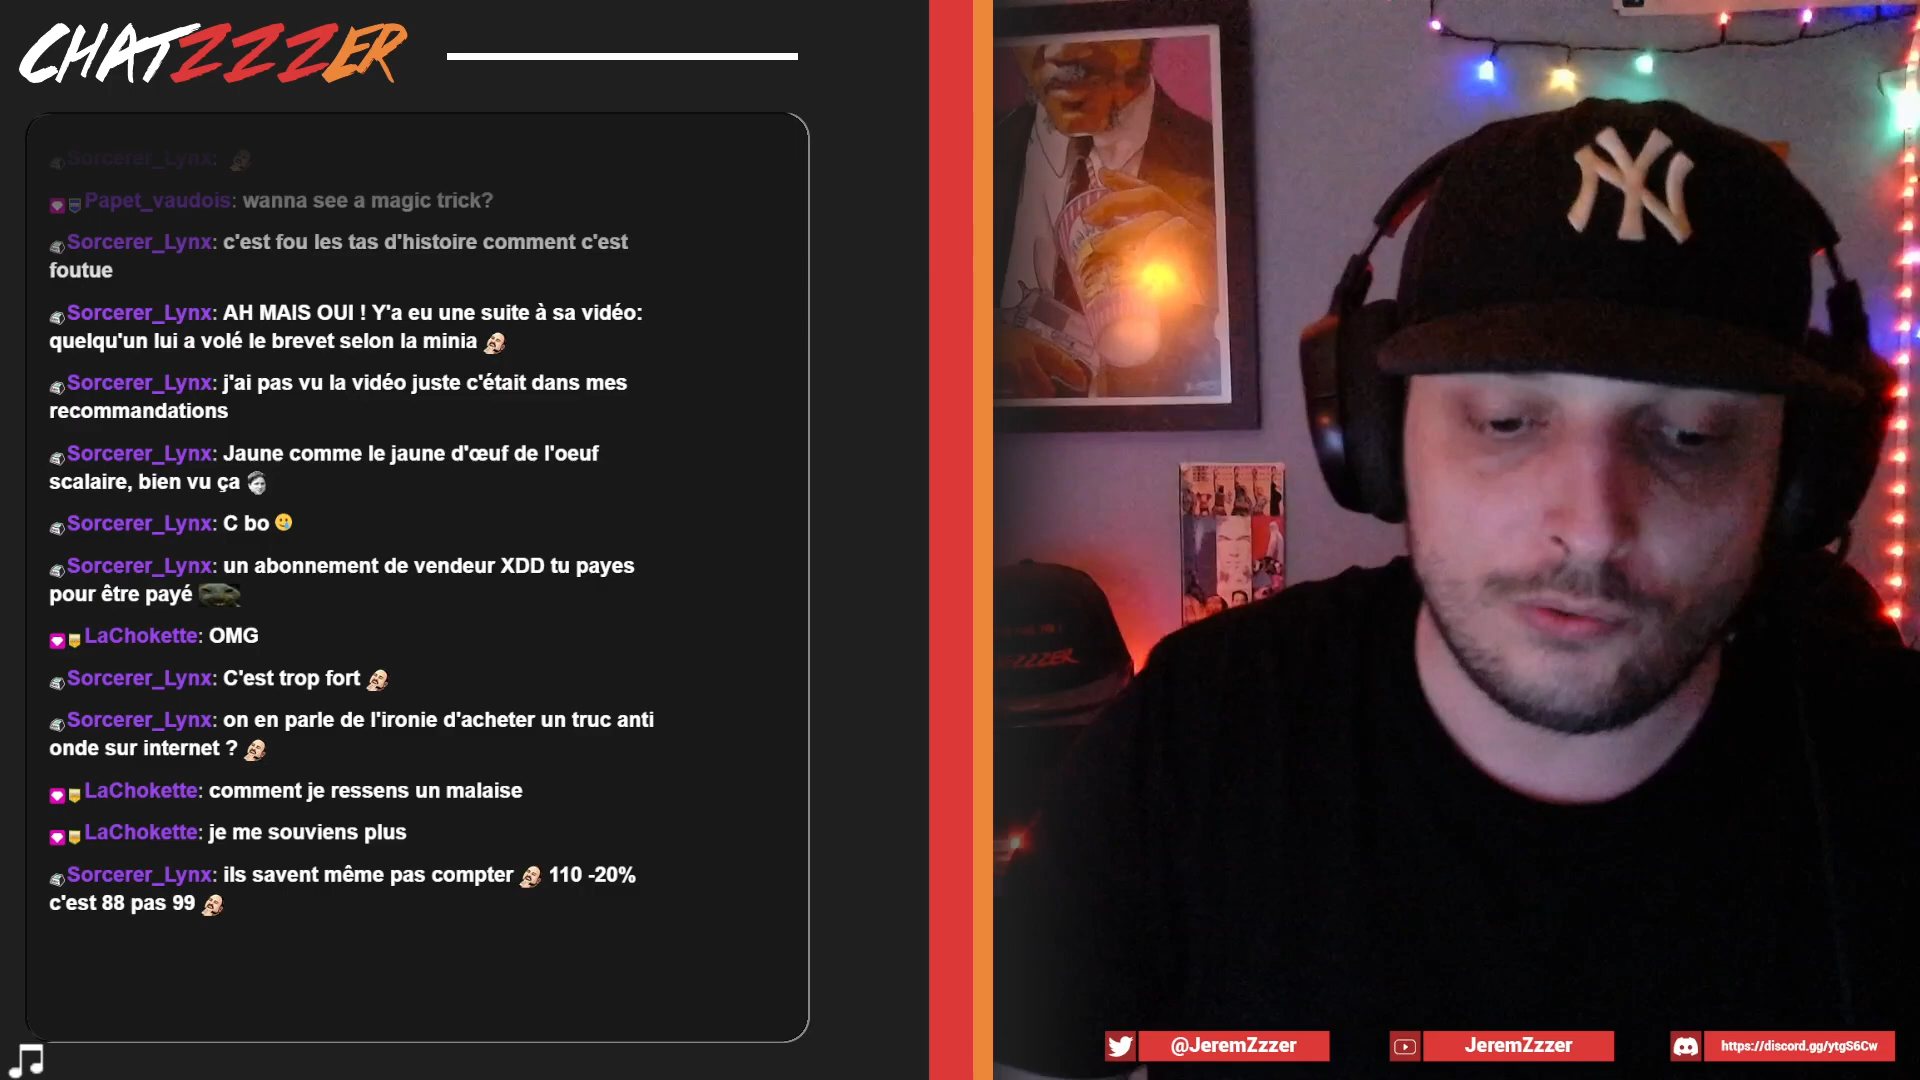 CHATZZZER
Sorcerer_Lynx:
Papet_vaudois: wanna see a magic trick?
Sorcerer_Lynx: c'est fou les tas d'histoire comment c'est
foutue
Sorcerer_Lynx: AH MAIS OUI ! Y'a eu une suite à sa vidéo:
quelqu'un lui a volé le brevet selon la minia
Sorcerer_Lynx: j'ai pas vu la vidéo juste c'était dans mes
recommandations
Sorcerer_Lynx: Jaune comme le jaune d'œuf de l'oeuf
scalaire, bien vu ça
Sorcerer_Lynx: C bo
Sorcerer_Lynx: un abonnement de vendeur XDD tu payes
pour être payé
LaChokette: OMG
Sorcerer_Lynx: C'est trop fort
Sorcerer_Lynx: on en parle de l'ironie d'acheter un truc anti
onde sur internet ?
LaChokette: comment je ressens un malaise
LaChokette: je me souviens plus
Sorcerer_Lynx: ils savent même pas compter 110 -20%
c'est 88 pas 99
NY
@JeremZzzer
JeremZzzer
https://discord.gg/ytgS6Cw